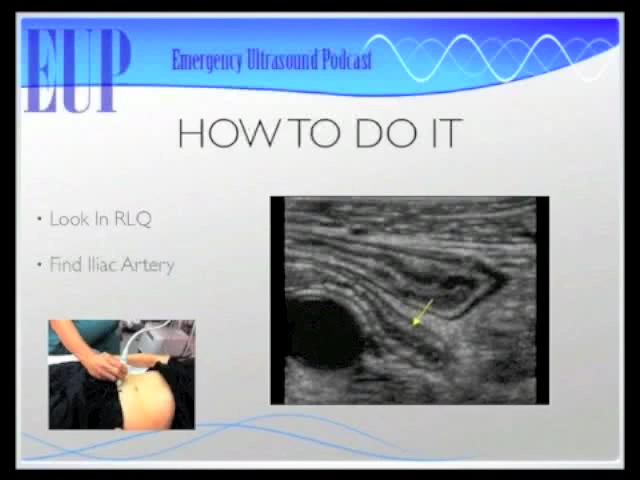 EUP
Emergency Ultrasound Podcast
HOW TO DO IT
• Look In RLQ
• Find Iliac Artery